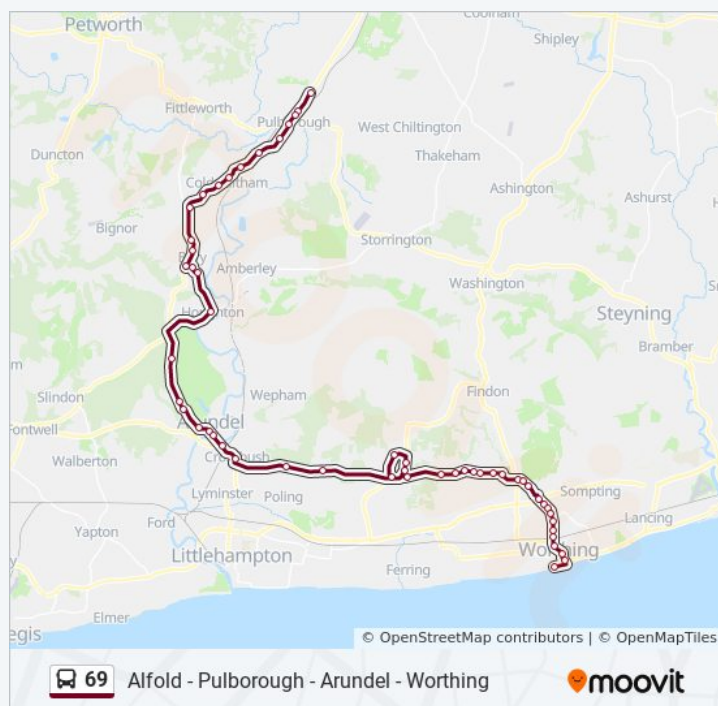 Petworth
Coolham
Shipley
Fittleworth
Pulborough
West Chiltington
Duncton
Thakeham
Ashington
Ashurst
Bignor
Storrington
Amberley
Washington
Steyning
Bramber
Houghton
Slindon
Wepham
Findon
Arundel
Fontwell
Walberton
Crossbush
Lyminster
Poling
Sompting
Lancing
Ford
Yapton
Worthing
Littlehampton
Ferring
Elmer
egis
© OpenStreetMap contributors | © OpenMapTiles
69 Alfold - Pulborough - Arundel - Worthing
moovit